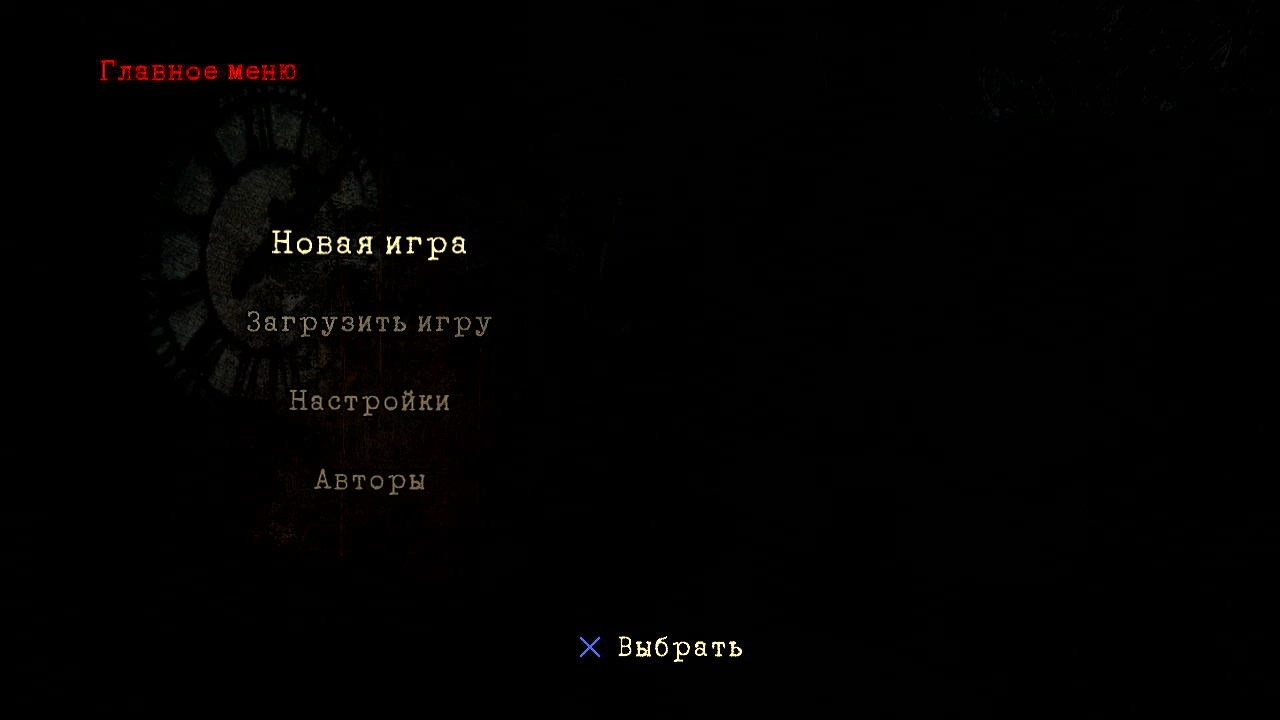 Главное меню
Новая игра
Загрузить игру
Настройки
Авторы
Выбрать